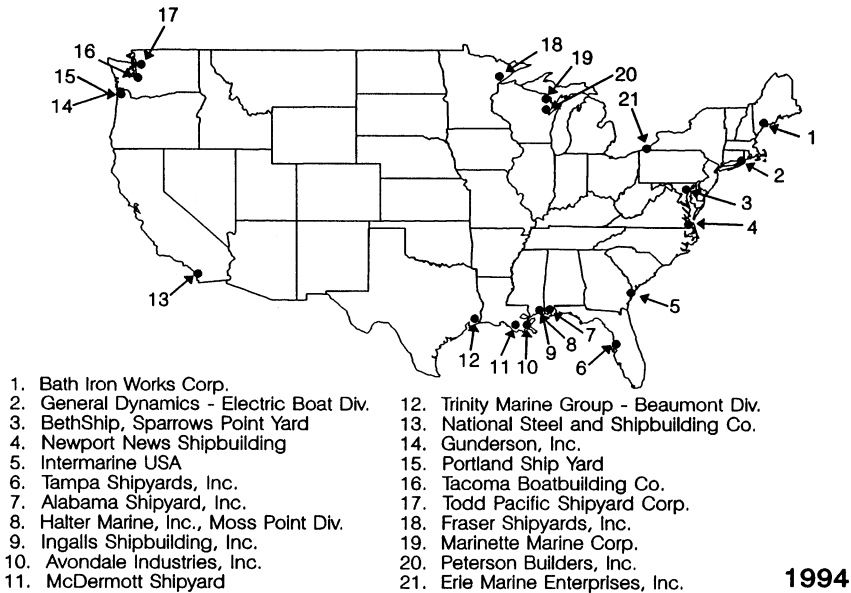 17
16
18
19
15
20
14
21
1
2
3
4
13
5
12
11
10
9
8
7
6
1. Bath Iron Works Corp.
2. General Dynamics - Electric Boat Div.
3. BethShip, Sparrows Point Yard
4. Newport News Shipbuilding
5. Intermarine USA
6. Tampa Shipyards, Inc.
7. Alabama Shipyard, Inc.
8. Halter Marine, Inc., Moss Point Div.
9. Ingalls Shipbuilding, Inc.
10. Avondale Industries, Inc.
11. McDermott Shipyard
12. Trinity Marine Group - Beaumont Div.
13. National Steel and Shipbuilding Co.
14. Gunderson, Inc.
15. Portland Ship Yard
16. Tacoma Boatbuilding Co.
17. Todd Pacific Shipyard Corp.
18. Fraser Shipyards, Inc.
19. Marinette Marine Corp.
20. Peterson Builders, Inc.
21. Erie Marine Enterprises, Inc.
1994